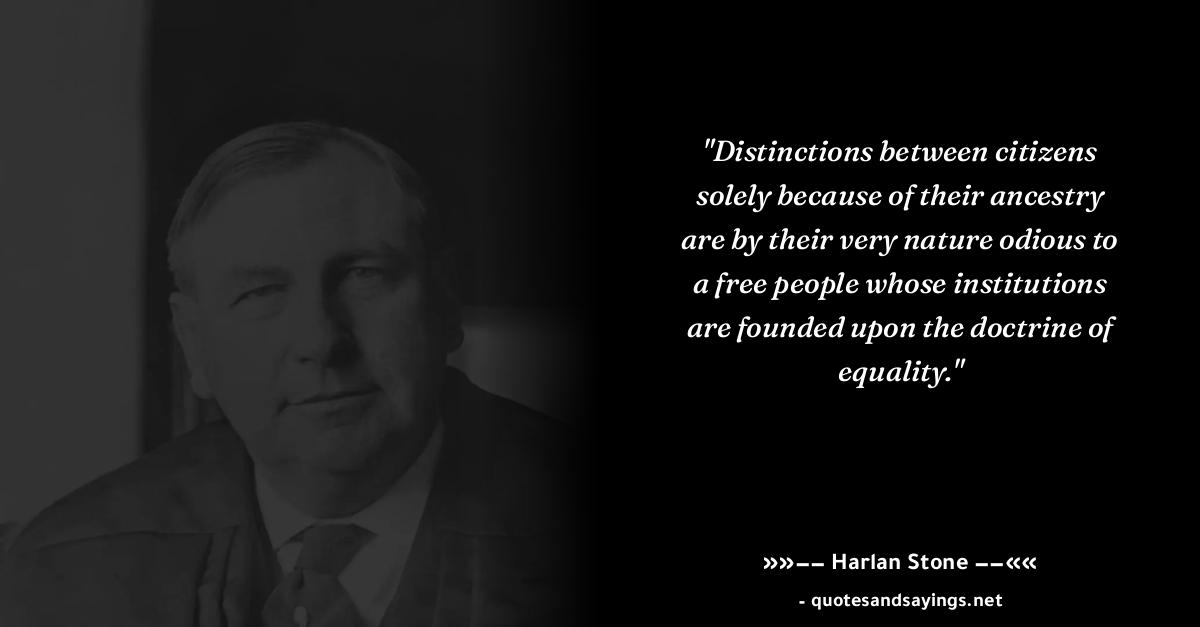 "Distinctions between citizens
solely because of their ancestry
are by their very nature odious to
a free people whose institutions
are founded upon the doctrine of
equality."
»»–– Harlan Stone ––««
- quotesandsayings.net